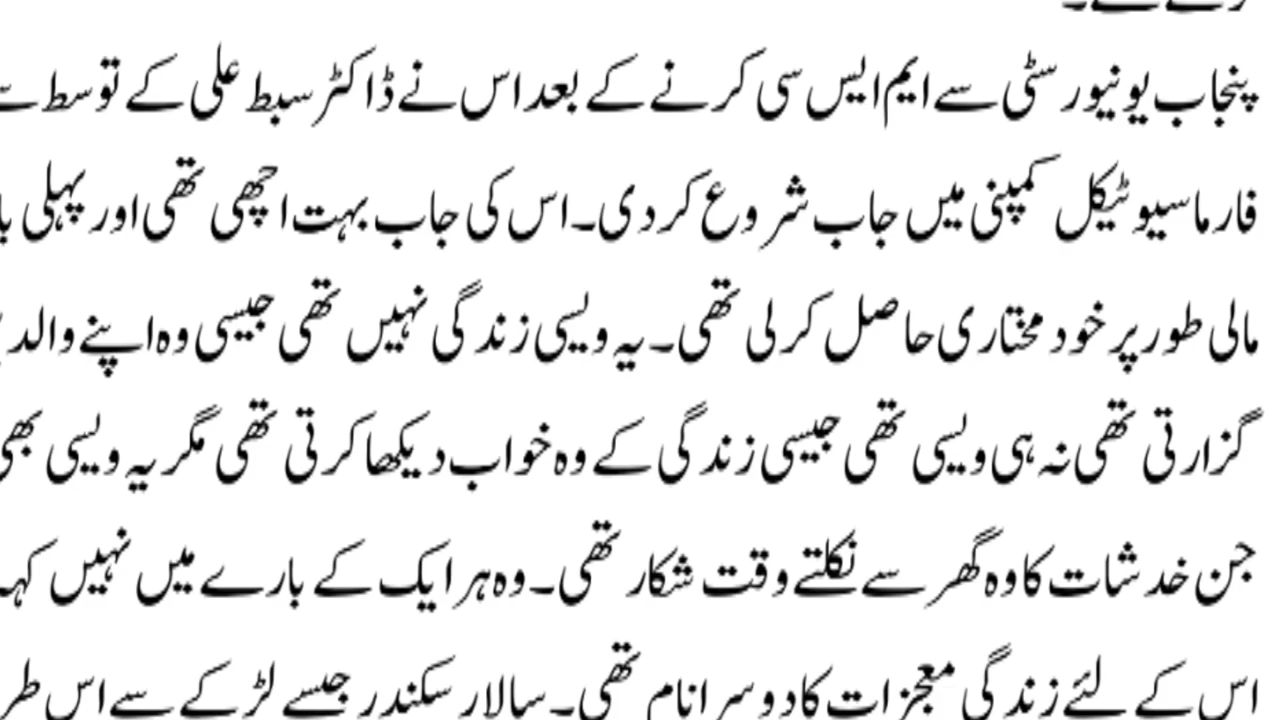 پنجاب یونیورسٹی سے ایم ایس سی کرنے کے بعد اس نے ڈاکٹر سبط علی کے توسط سے
فارماسیوٹیکل کمپنی میں جاب شروع کر دی۔ اس کی جاب بہت اچھی تھی اور پہلی
مالی طور پر خود مختاری حاصل کر لی تھی۔ یہ ویسی زندگی نہیں تھی جیسی وہ اپنے والد
گزارتی تھی نہ ہی ویسی تھی جیسی زندگی کے وہ خواب دیکھا کرتی تھی مگر یہ ویسی بھی
جن خدشات کا وہ گھر سے نکلتے وقت شکار تھی۔ وہ ہر ایک کے بارے میں نہیں کہہ
اس کے لئے زندگی معجزات کا دوسرا نام تھی۔ سالار سکندر جیسے لڑکے سے اس